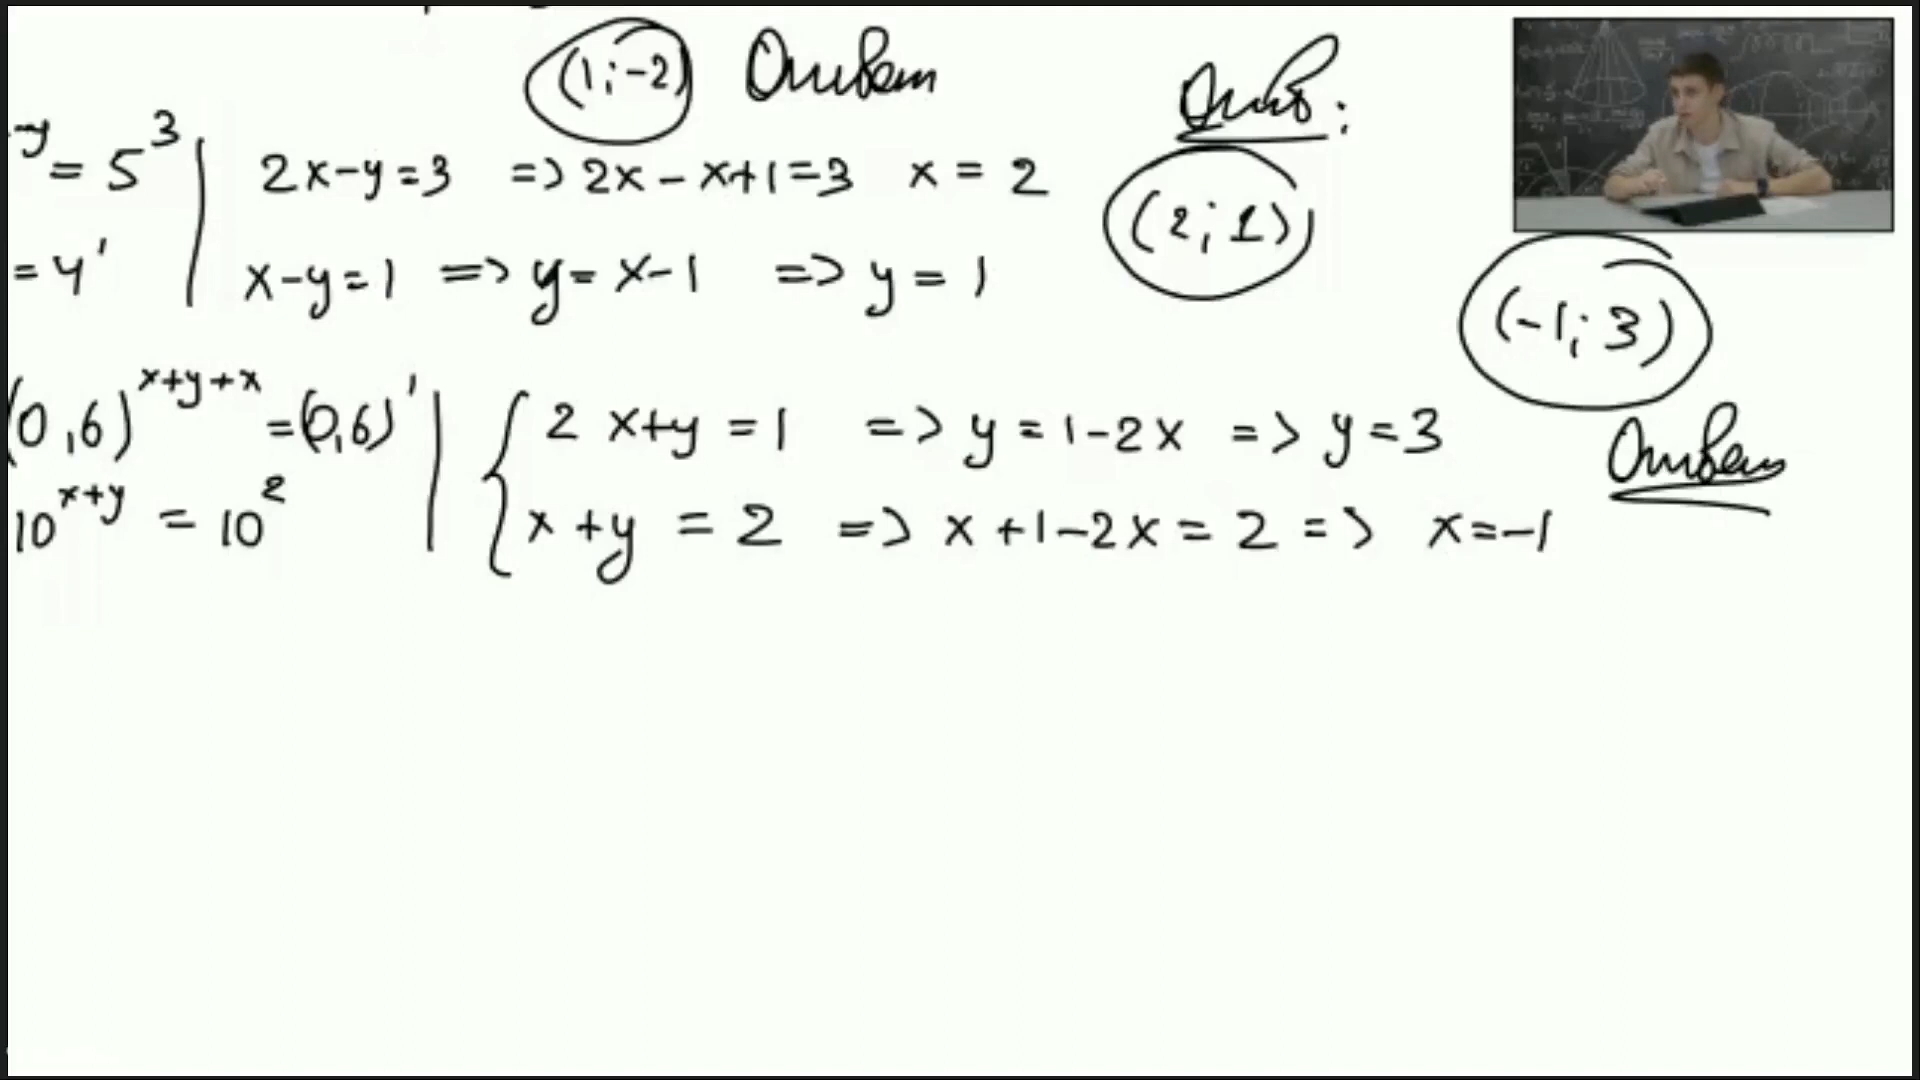 (1;-2) Ответ
Ответ:
-y = 5^3 | 2x-y=3 => 2x-x+1=3 x = 2
(2;1)
= 4^1 | x-y=1 => y=x-1 => y=1
(-1;3)
(0,6)^{x+y+x} = (0,6)^1 | { 2x+y=1 => y=1-2x => y=3
Ответ
10^{x+y} = 10^2 | { x+y=2 => x+1-2x=2 => x=-1